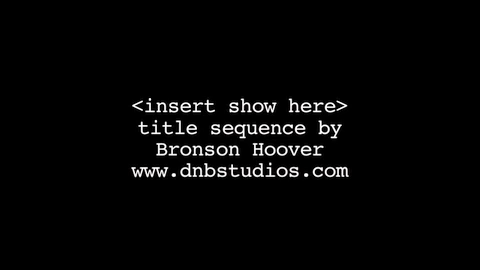 <insert show here>
title sequence by
Bronson Hoover
www.dnbstudios.com